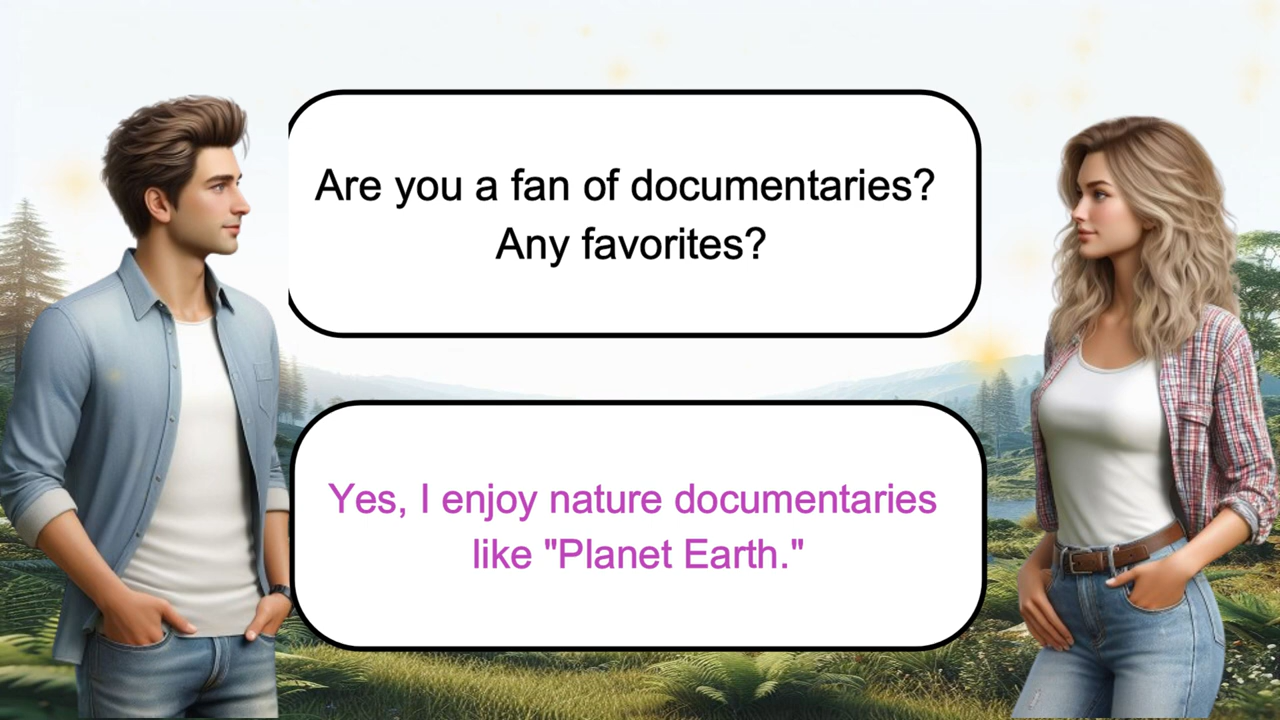 Are you a fan of documentaries?
Any favorites?
Yes, I enjoy nature documentaries
like "Planet Earth."